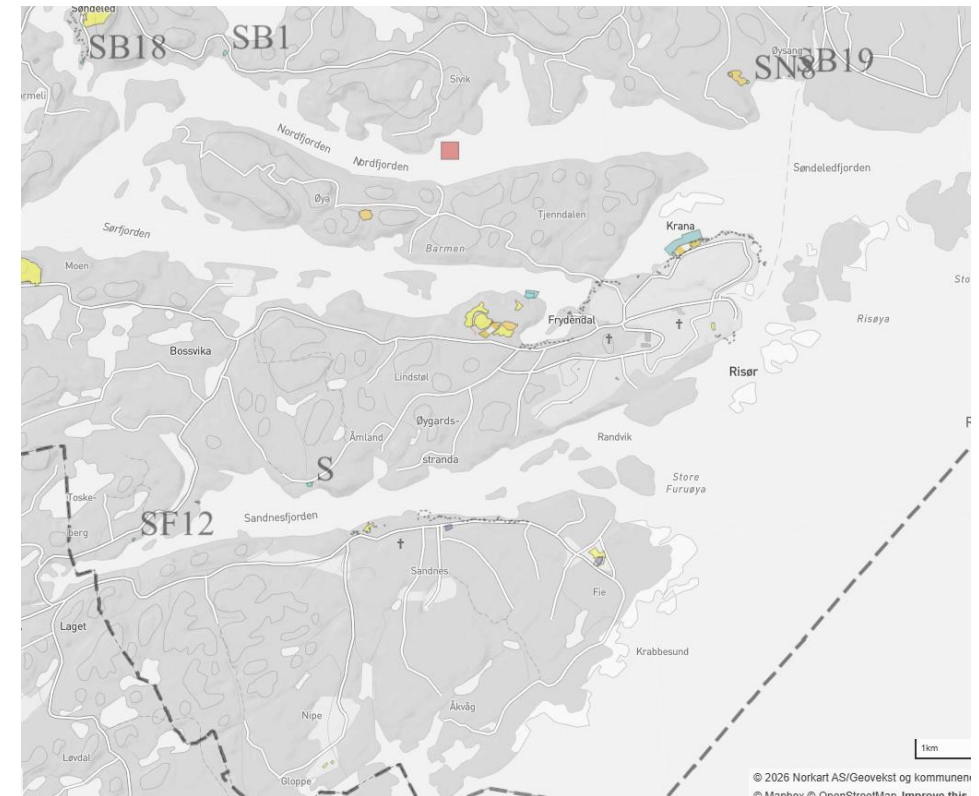 Søndeled
SB18
SB1
Øysang
SN8
SB19
Sivik
ormeli
Nordfjorden
Nordfjorden
Søndeledfjorden
Øya
Tjenndalen
Krana
Sørfjorden
Barmen
Moen
Sto
Frydendal
Risøya
Bossvika
Risør
Lindstøl
Øygards-
stranda
Åmland
Randvik
R
S
Store
Furuøya
Toske-
berg
SF12
Sandnesfjorden
Sandnes
Fie
Laget
Krabbesund
Åkvåg
Nipe
Løvdal
Gloppe
1km
© 2026 Norkart AS/Geovekst og kommunene
© Mapbox © OpenStreetMap Improve this